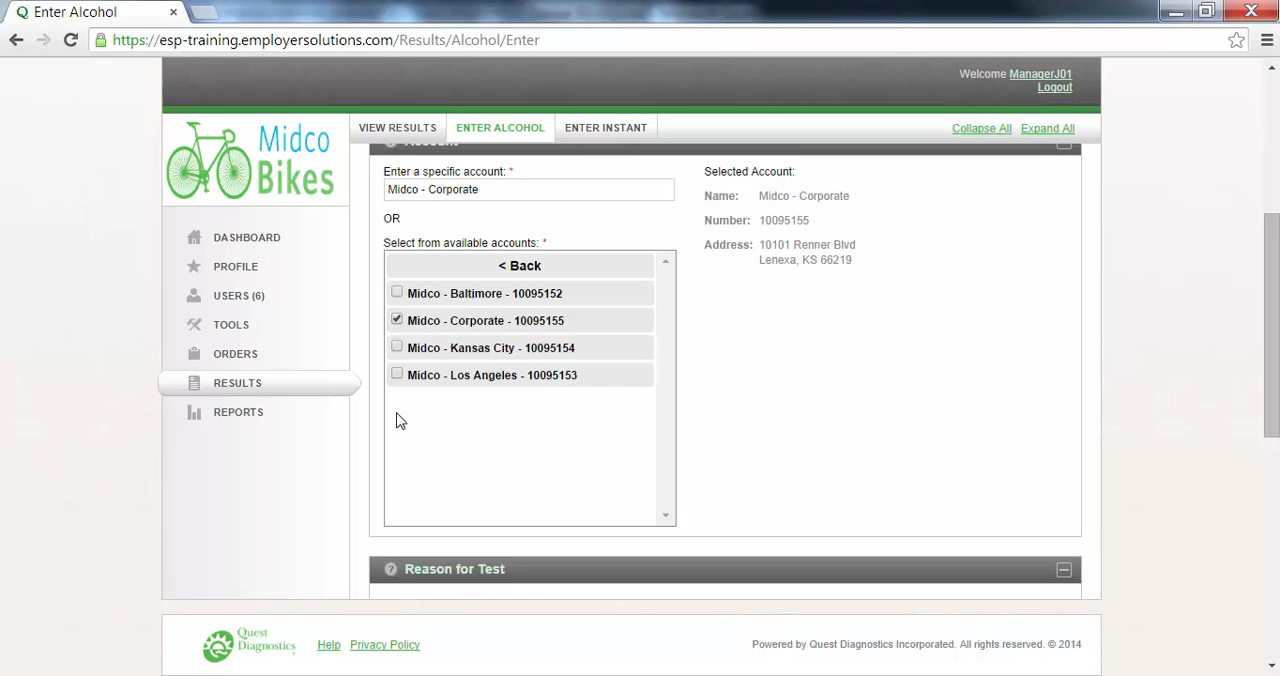 Enter Alcohol
https://esp-training.employersolutions.com/Results/Alcohol/Enter
Welcome ManagerJ01
Logout
Midco
Bikes
VIEW RESULTS
ENTER ALCOHOL
ENTER INSTANT
Collapse All
Expand All
Account
DASHBOARD
PROFILE
USERS (6)
TOOLS
ORDERS
RESULTS
REPORTS
Enter a specific account: *
Midco - Corporate
OR
Select from available accounts: *
< Back
Midco - Baltimore - 10095152
Midco - Corporate - 10095155
Midco - Kansas City - 10095154
Midco - Los Angeles - 10095153
Selected Account:
Name: Midco - Corporate
Number: 10095155
Address: 10101 Renner Blvd
Lenexa, KS 66219
? Reason for Test
Quest
Diagnostics
Help
Privacy Policy
Powered by Quest Diagnostics Incorporated. All rights reserved. © 2014